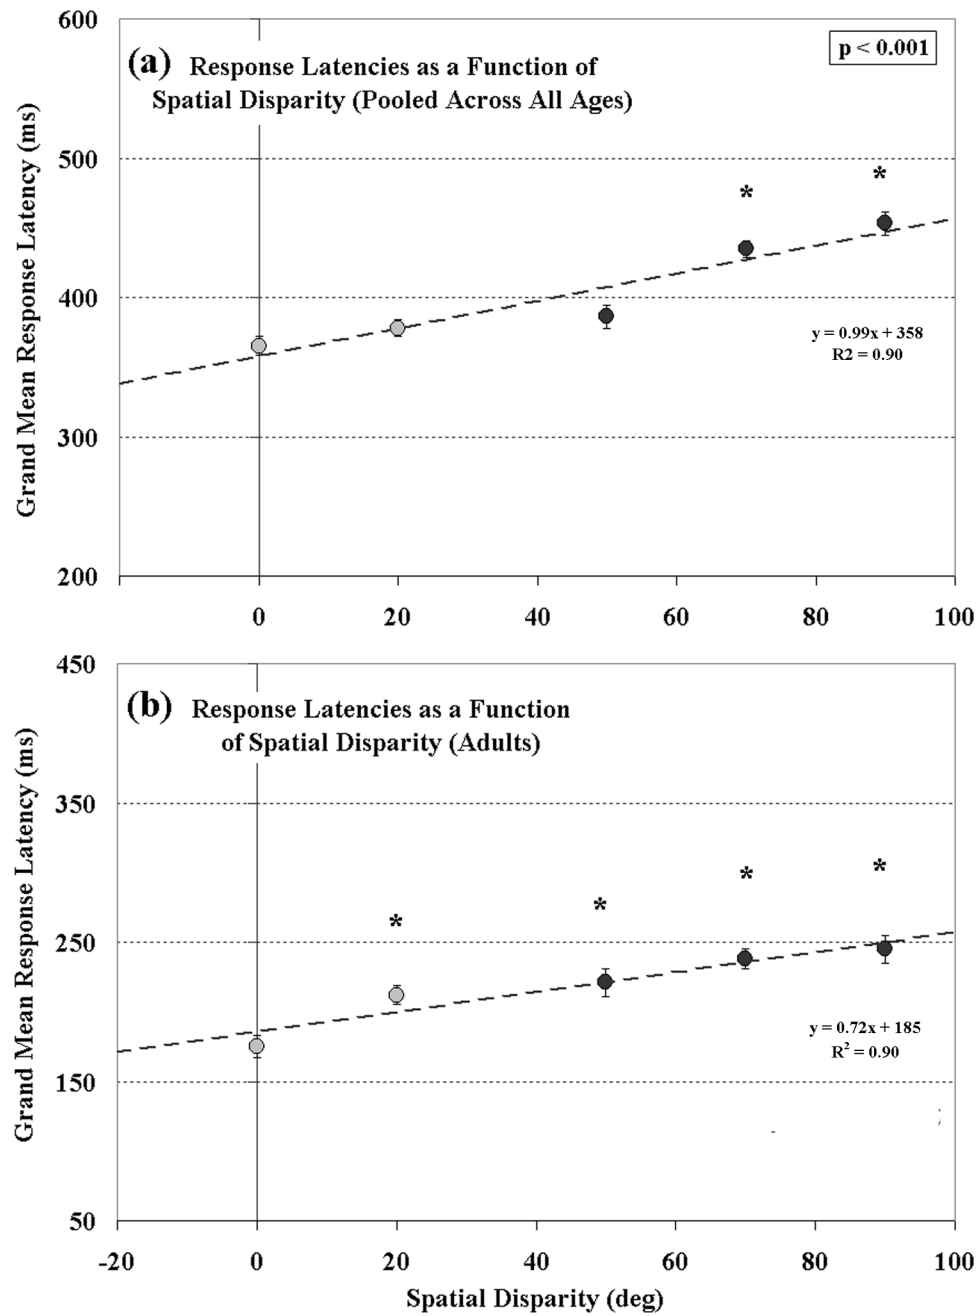 600
(a) Response Latencies as a Function of
Spatial Disparity (Pooled Across All Ages)
p < 0.001
Grand Mean Response Latency (ms)
500
*
*
400
y = 0.99x + 358
R2 = 0.90
300
200
0 20 40 60 80 100
450
(b) Response Latencies as a Function
of Spatial Disparity (Adults)
Grand Mean Response Latency (ms)
350
*
*
*
*
250
y = 0.72x + 185
R² = 0.90
150
50
-20 0 20 40 60 80 100
Spatial Disparity (deg)